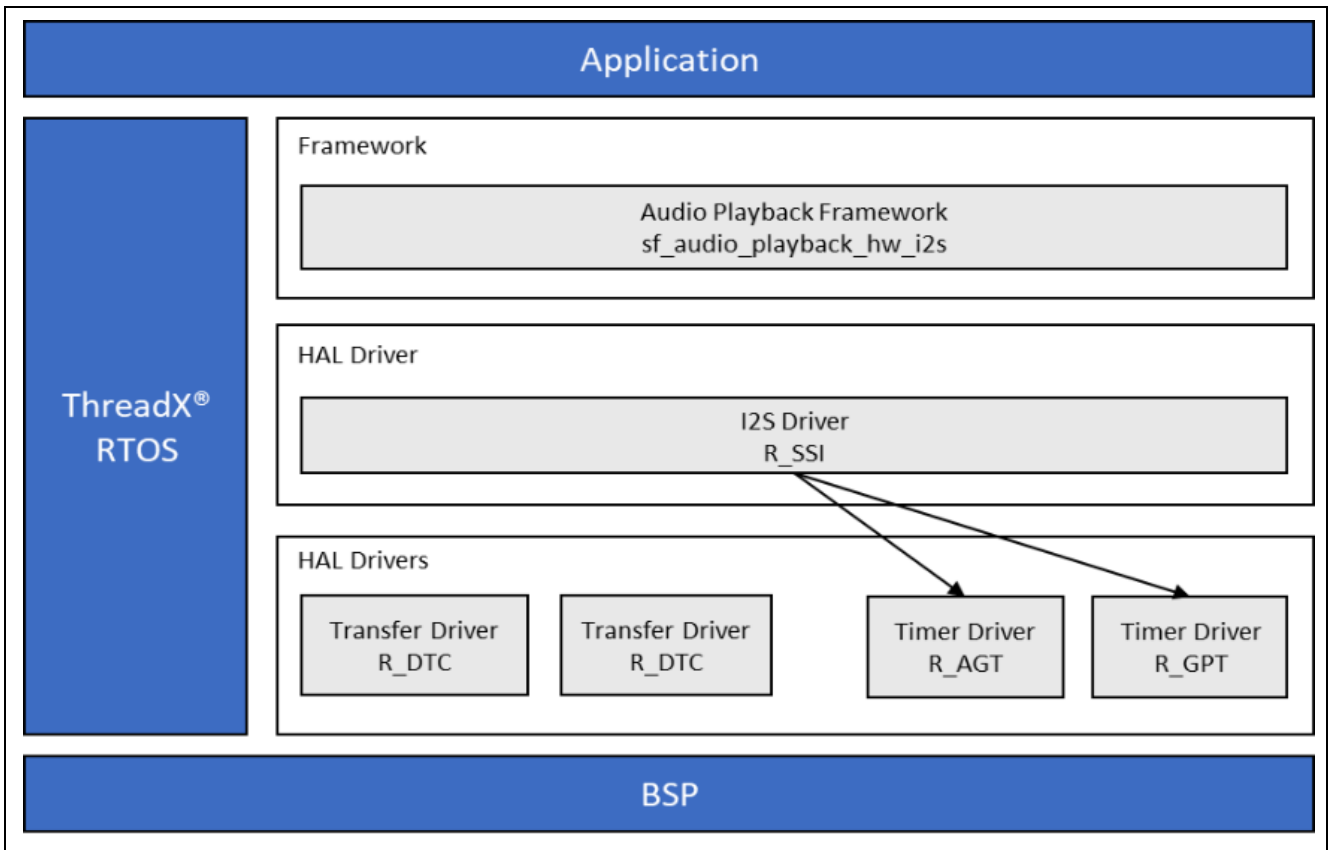 Application
ThreadX®
RTOS
Framework
Audio Playback Framework
sf_audio_playback_hw_i2s
HAL Driver
I2S Driver
R_SSI
HAL Drivers
Transfer Driver
R_DTC
Transfer Driver
R_DTC
Timer Driver
R_AGT
Timer Driver
R_GPT
BSP